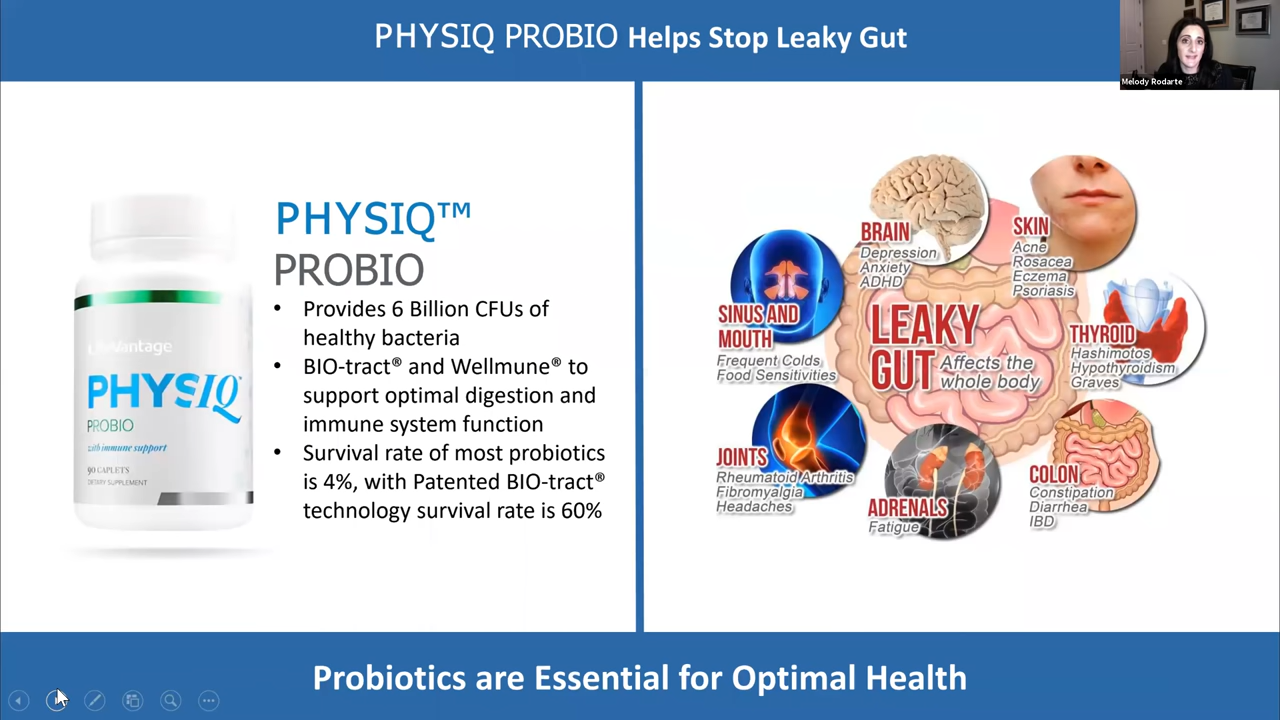 PHYSIQ PROBIO Helps Stop Leaky Gut
Melody Rodarte
PHYSIQ™
PROBIO
• Provides 6 Billion CFUs of
healthy bacteria
• BIO-tract® and Wellmune® to
support optimal digestion and
immune system function
• Survival rate of most probiotics
is 4%, with Patented BIO-tract®
technology survival rate is 60%
LifeVantage
PHYSIQ™
PROBIO
with immune support
90 CAPLETS
DIETARY SUPPLEMENT
BRAIN
Depression
Anxiety
ADHD
SKIN
Acne
Rosacea
Eczema
Psoriasis
SINUS AND
MOUTH
Frequent Colds
Food Sensitivities
LEAKY
GUT Affects the
whole body
THYROID
Hashimotos
Hypothyroidism
Graves
JOINTS
Rheumatoid Arthritis
Fibromyalgia
Headaches
ADRENALS
Fatigue
COLON
Constipation
Diarrhea
IBD
Probiotics are Essential for Optimal Health